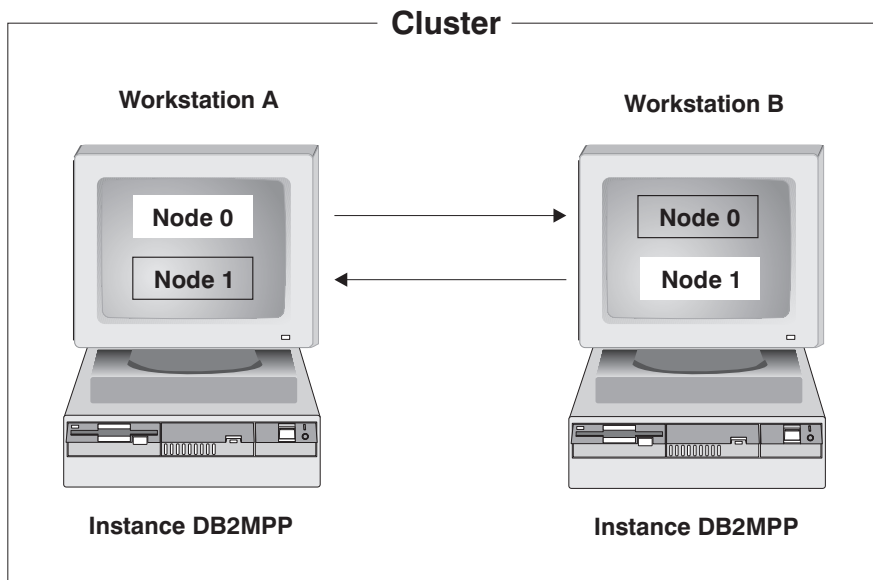 Cluster
Workstation A
Workstation B
Node 0
Node 1
Node 0
Node 1
Instance DB2MPP
Instance DB2MPP